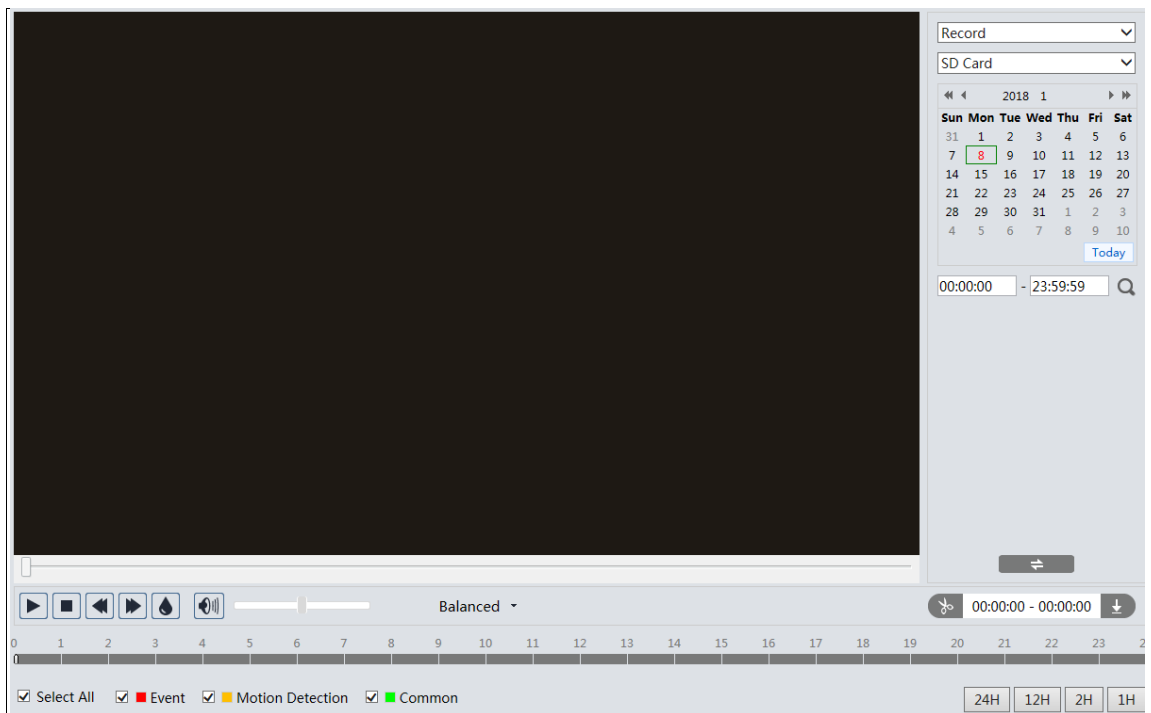 Record
SD Card
2018 1
Sun Mon Tue Wed Thu Fri Sat
31 1 2 3 4 5 6
7 8 9 10 11 12 13
14 15 16 17 18 19 20
21 22 23 24 25 26 27
28 29 30 31 1 2 3
4 5 6 7 8 9 10
Today
00:00:00 - 23:59:59
Balanced
00:00:00 - 00:00:00
0 1 2 3 4 5 6 7 8 9 10 11 12 13 14 15 16 17 18 19 20 21 22 23 2
Select All Event Motion Detection Common
24H 12H 2H 1H